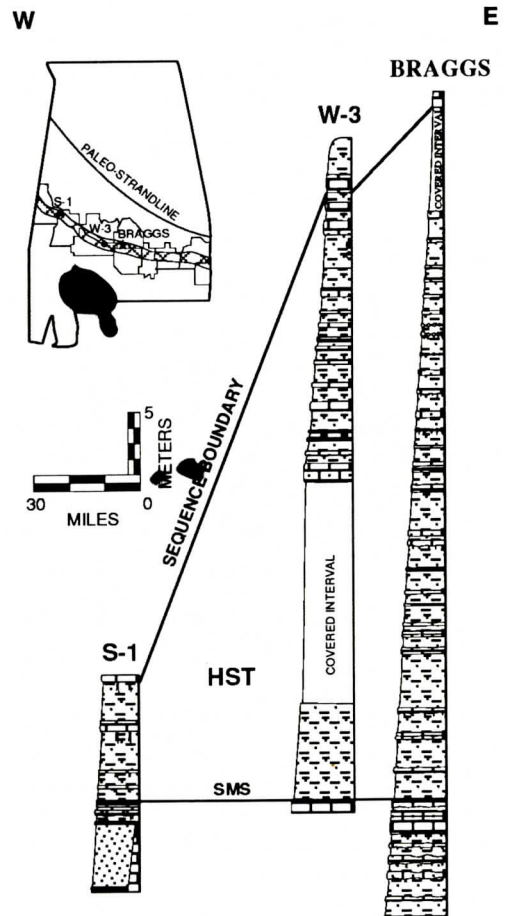 W
E
BRAGGS
W-3
COVERED INTERVAL
PALEO-STRANDLINE
S-1
W-3
BRAGGS
5
METERS
0
30
MILES
SEQUENCE BOUNDARY
COVERED INTERVAL
S-1
HST
SMS